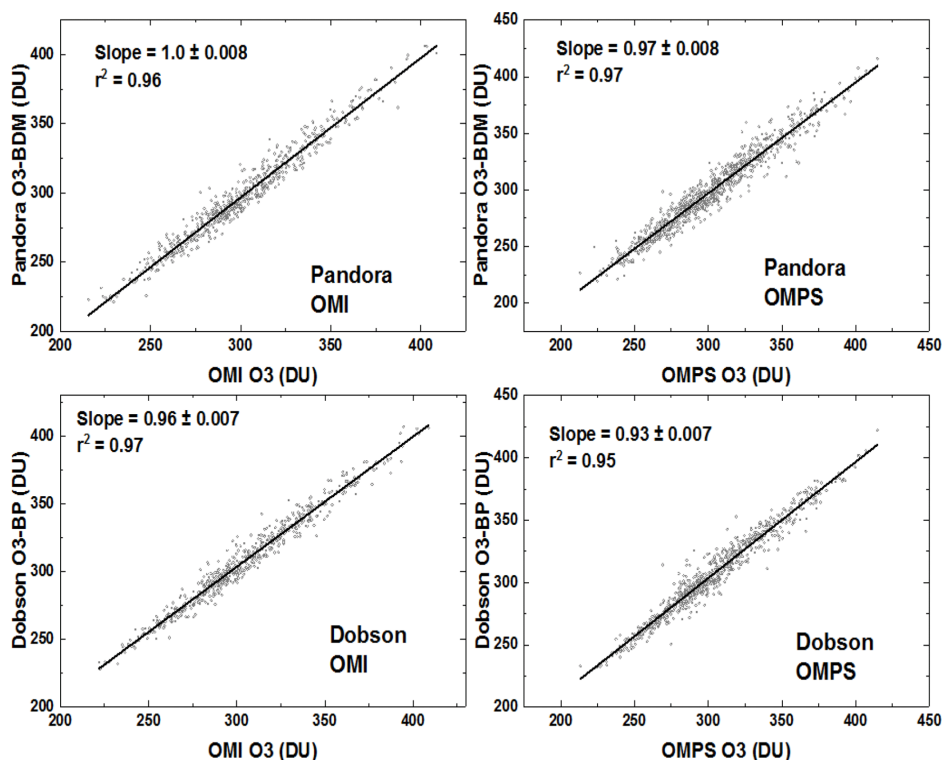 Slope = 1.0 ± 0.008
r² = 0.96
Pandora
OMI
Pandora O3-BDM (DU)
400
350
300
250
200
200
250
300
350
400
OMI O3 (DU)
Slope = 0.97 ± 0.008
r² = 0.97
Pandora
OMPS
Pandora O3-BDM (DU)
450
400
350
300
250
200
200
250
300
350
400
450
OMPS O3 (DU)
Slope = 0.96 ± 0.007
r² = 0.97
Dobson
OMI
Dobson O3-BP (DU)
400
350
300
250
200
200
250
300
350
400
OMI O3 (DU)
Slope = 0.93 ± 0.007
r² = 0.95
Dobson
OMPS
Dobson O3-BP (DU)
450
400
350
300
250
200
200
250
300
350
400
450
OMPS O3 (DU)